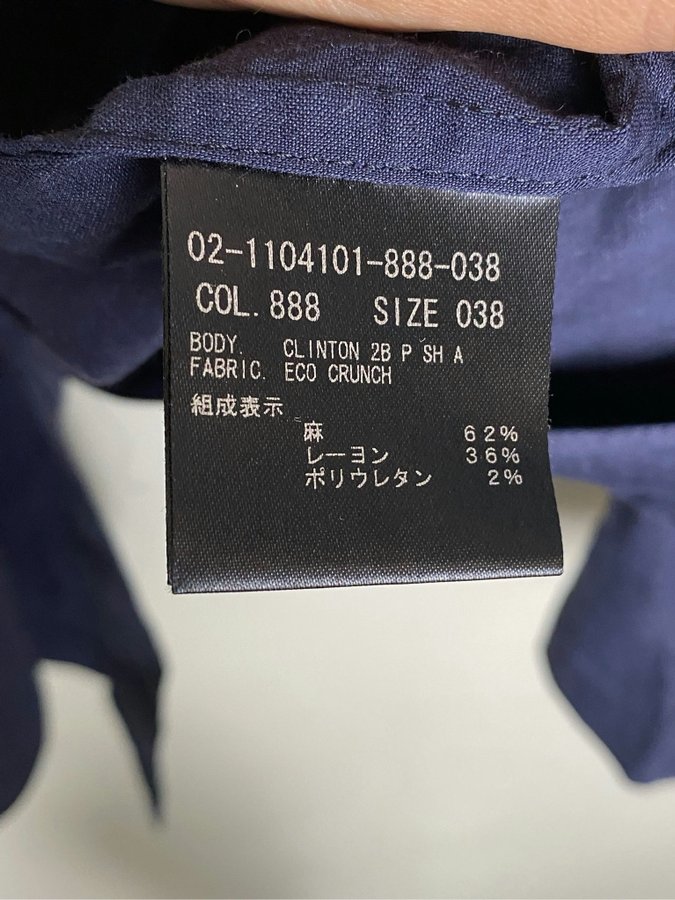 02-1104101-888-038
COL. 888 SIZE 038
BODY. CLINTON 2B P SH A
FABRIC. ECO CRUNCH
組成表示
麻 62%
レーヨン 36%
ポリウレタン 2%